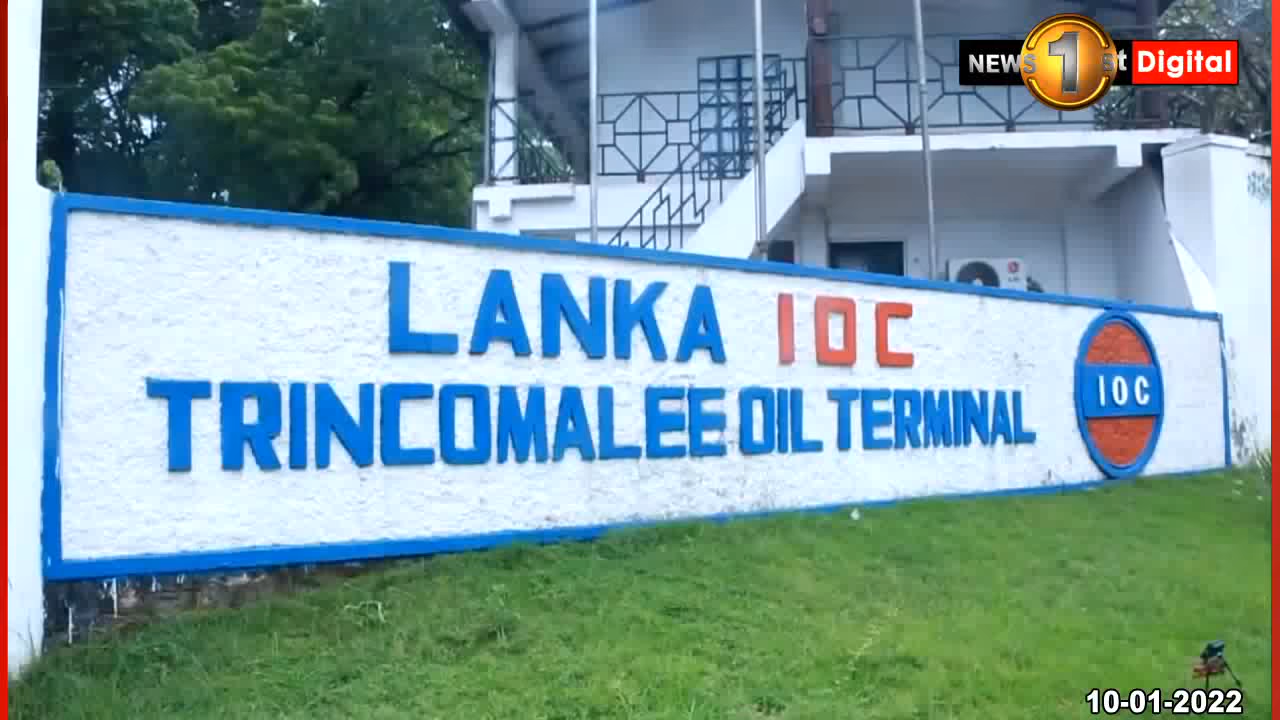 NEWS 1st Digital
LANKA IOC
TRINCOMALEE OIL TERMINAL
IOC
10-01-2022